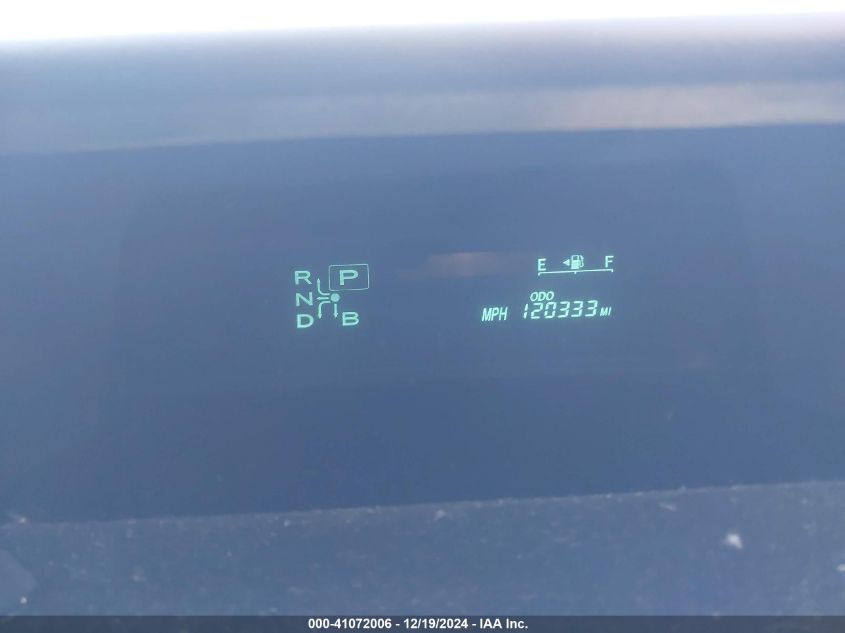 R P
N
D B
E F
ODO
MPH 120333 MI
000-41072006 - 12/19/2024 - IAA Inc.